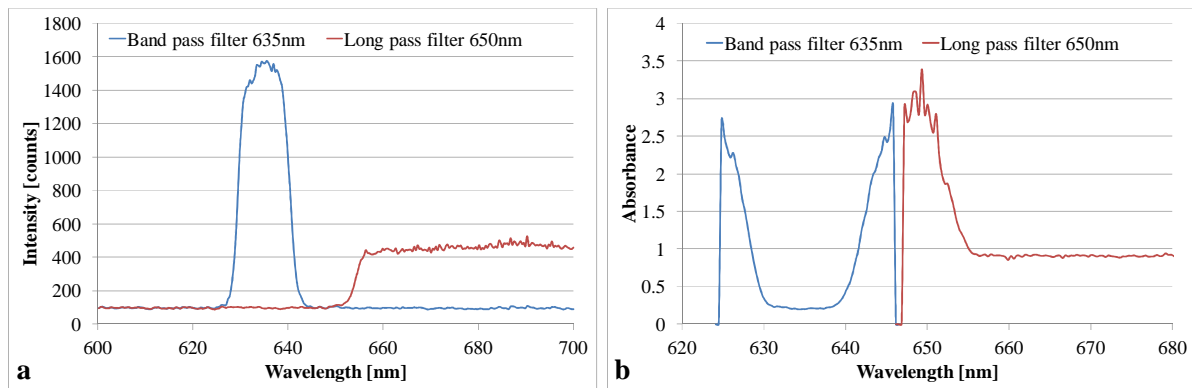 1800
1600
1400
1200
1000
800
600
400
200
0
Intensity [counts]
Band pass filter 635nm Long pass filter 650nm
600 620 640 660 680 700
Wavelength [nm]
a
4
3.5
3
2.5
2
1.5
1
0.5
0
Absorbance
Band pass filter 635nm Long pass filter 650nm
620 630 640 650 660 670 680
Wavelength [nm]
b